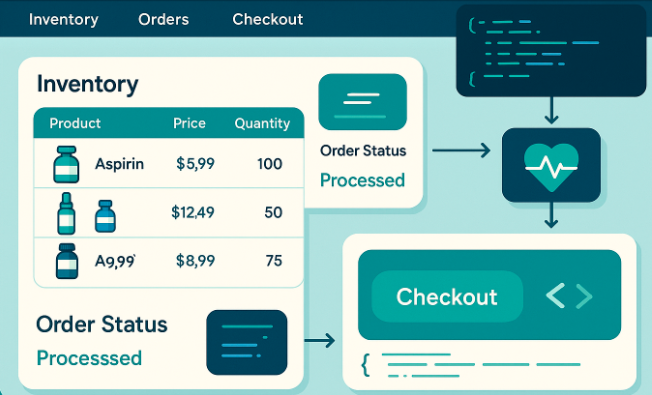 Inventory Orders Checkout
Inventory
Product Price Quantity
Aspirin $5,99 100
$12,49 50
A9,99' $8,99 75
Order Status
Processed
Order Status
Processsed
Checkout < >
{